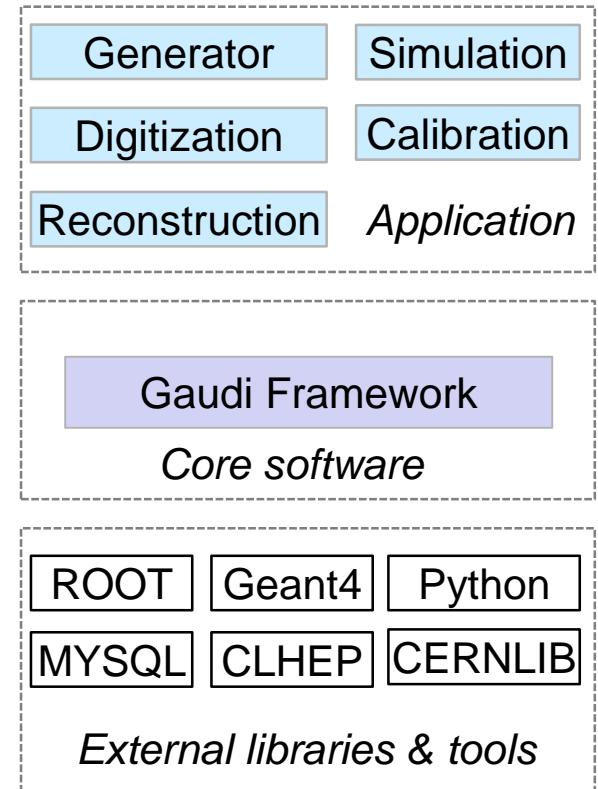 Generator Simulation
Digitization Calibration
Reconstruction Application
Gaudi Framework
Core software
ROOT Geant4 Python
MYSQL CLHEP CERNLIB
External libraries & tools